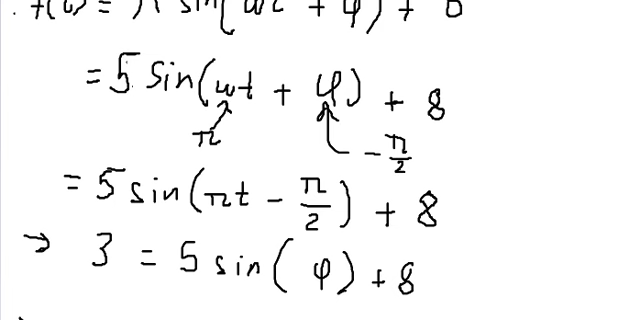 = 5 sin(ωt + φ) + 8
π - π/2
= 5 sin(πt - π/2) + 8
→ 3 = 5 sin( φ) + 8